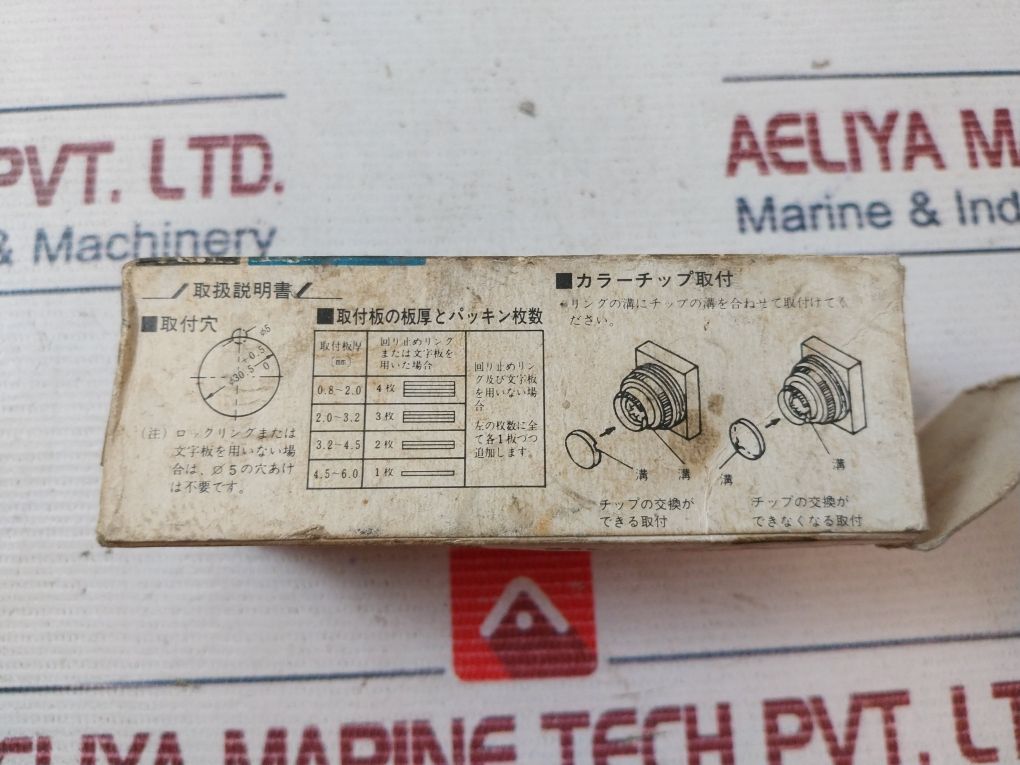 PVT. LTD.
& Machinery
AELIYA M
Marine & Ind
取扱説明書
■取付穴
ø5
ø30.5 +0.5 0
(注) ロックリングまたは
文字板を用いない場
合は、ø5の穴あけ
は不要です。
■取付板の板厚とパッキン枚数
取付板厚
[mm]
回り止めリング
または文字板を
用いた場合
回り止めリン
グ及び文字板
を用いない場
合
左の枚数に全
て各1板づつ
追加します。
0.8~2.0 4枚
2.0~3.2 3枚
3.2~4.5 2枚
4.5~6.0 1枚
■カラーチップ取付
•リングの溝にチップの溝を合わせて取付けてく
ださい。
溝
溝
溝
溝
チップの交換が
できる取付
チップの交換が
できなくなる取付
AELIYA MARINE TECH PVT. LT